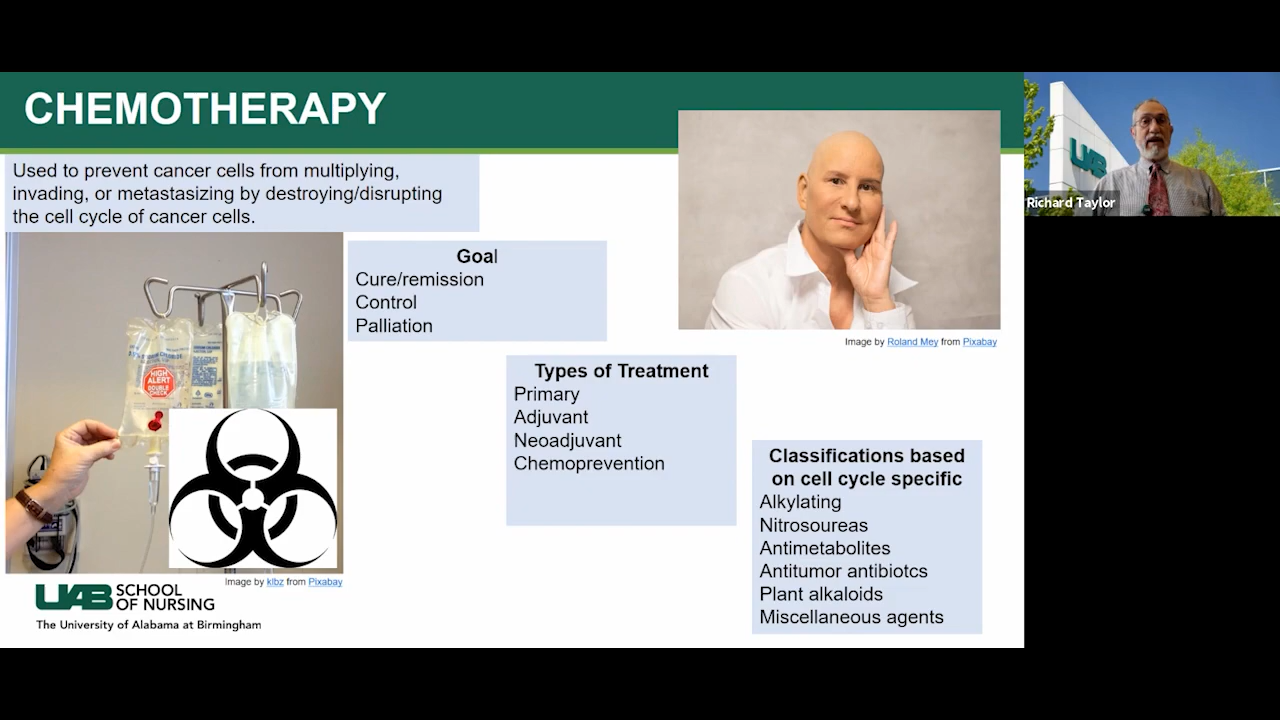 CHEMOTHERAPY
Used to prevent cancer cells from multiplying,
invading, or metastasizing by destroying/disrupting
the cell cycle of cancer cells.
Goal
Cure/remission
Control
Palliation
Types of Treatment
Primary
Adjuvant
Neoadjuvant
Chemoprevention
Classifications based
on cell cycle specific
Alkylating
Nitrosoureas
Antimetabolites
Antitumor antibiotcs
Plant alkaloids
Miscellaneous agents
Image by Roland Mey from Pixabay
HIGH
ALERT
DOUBLE
CHECK
Image by klbz from Pixabay
UAB SCHOOL
OF NURSING
The University of Alabama at Birmingham
UAB
Richard Taylor